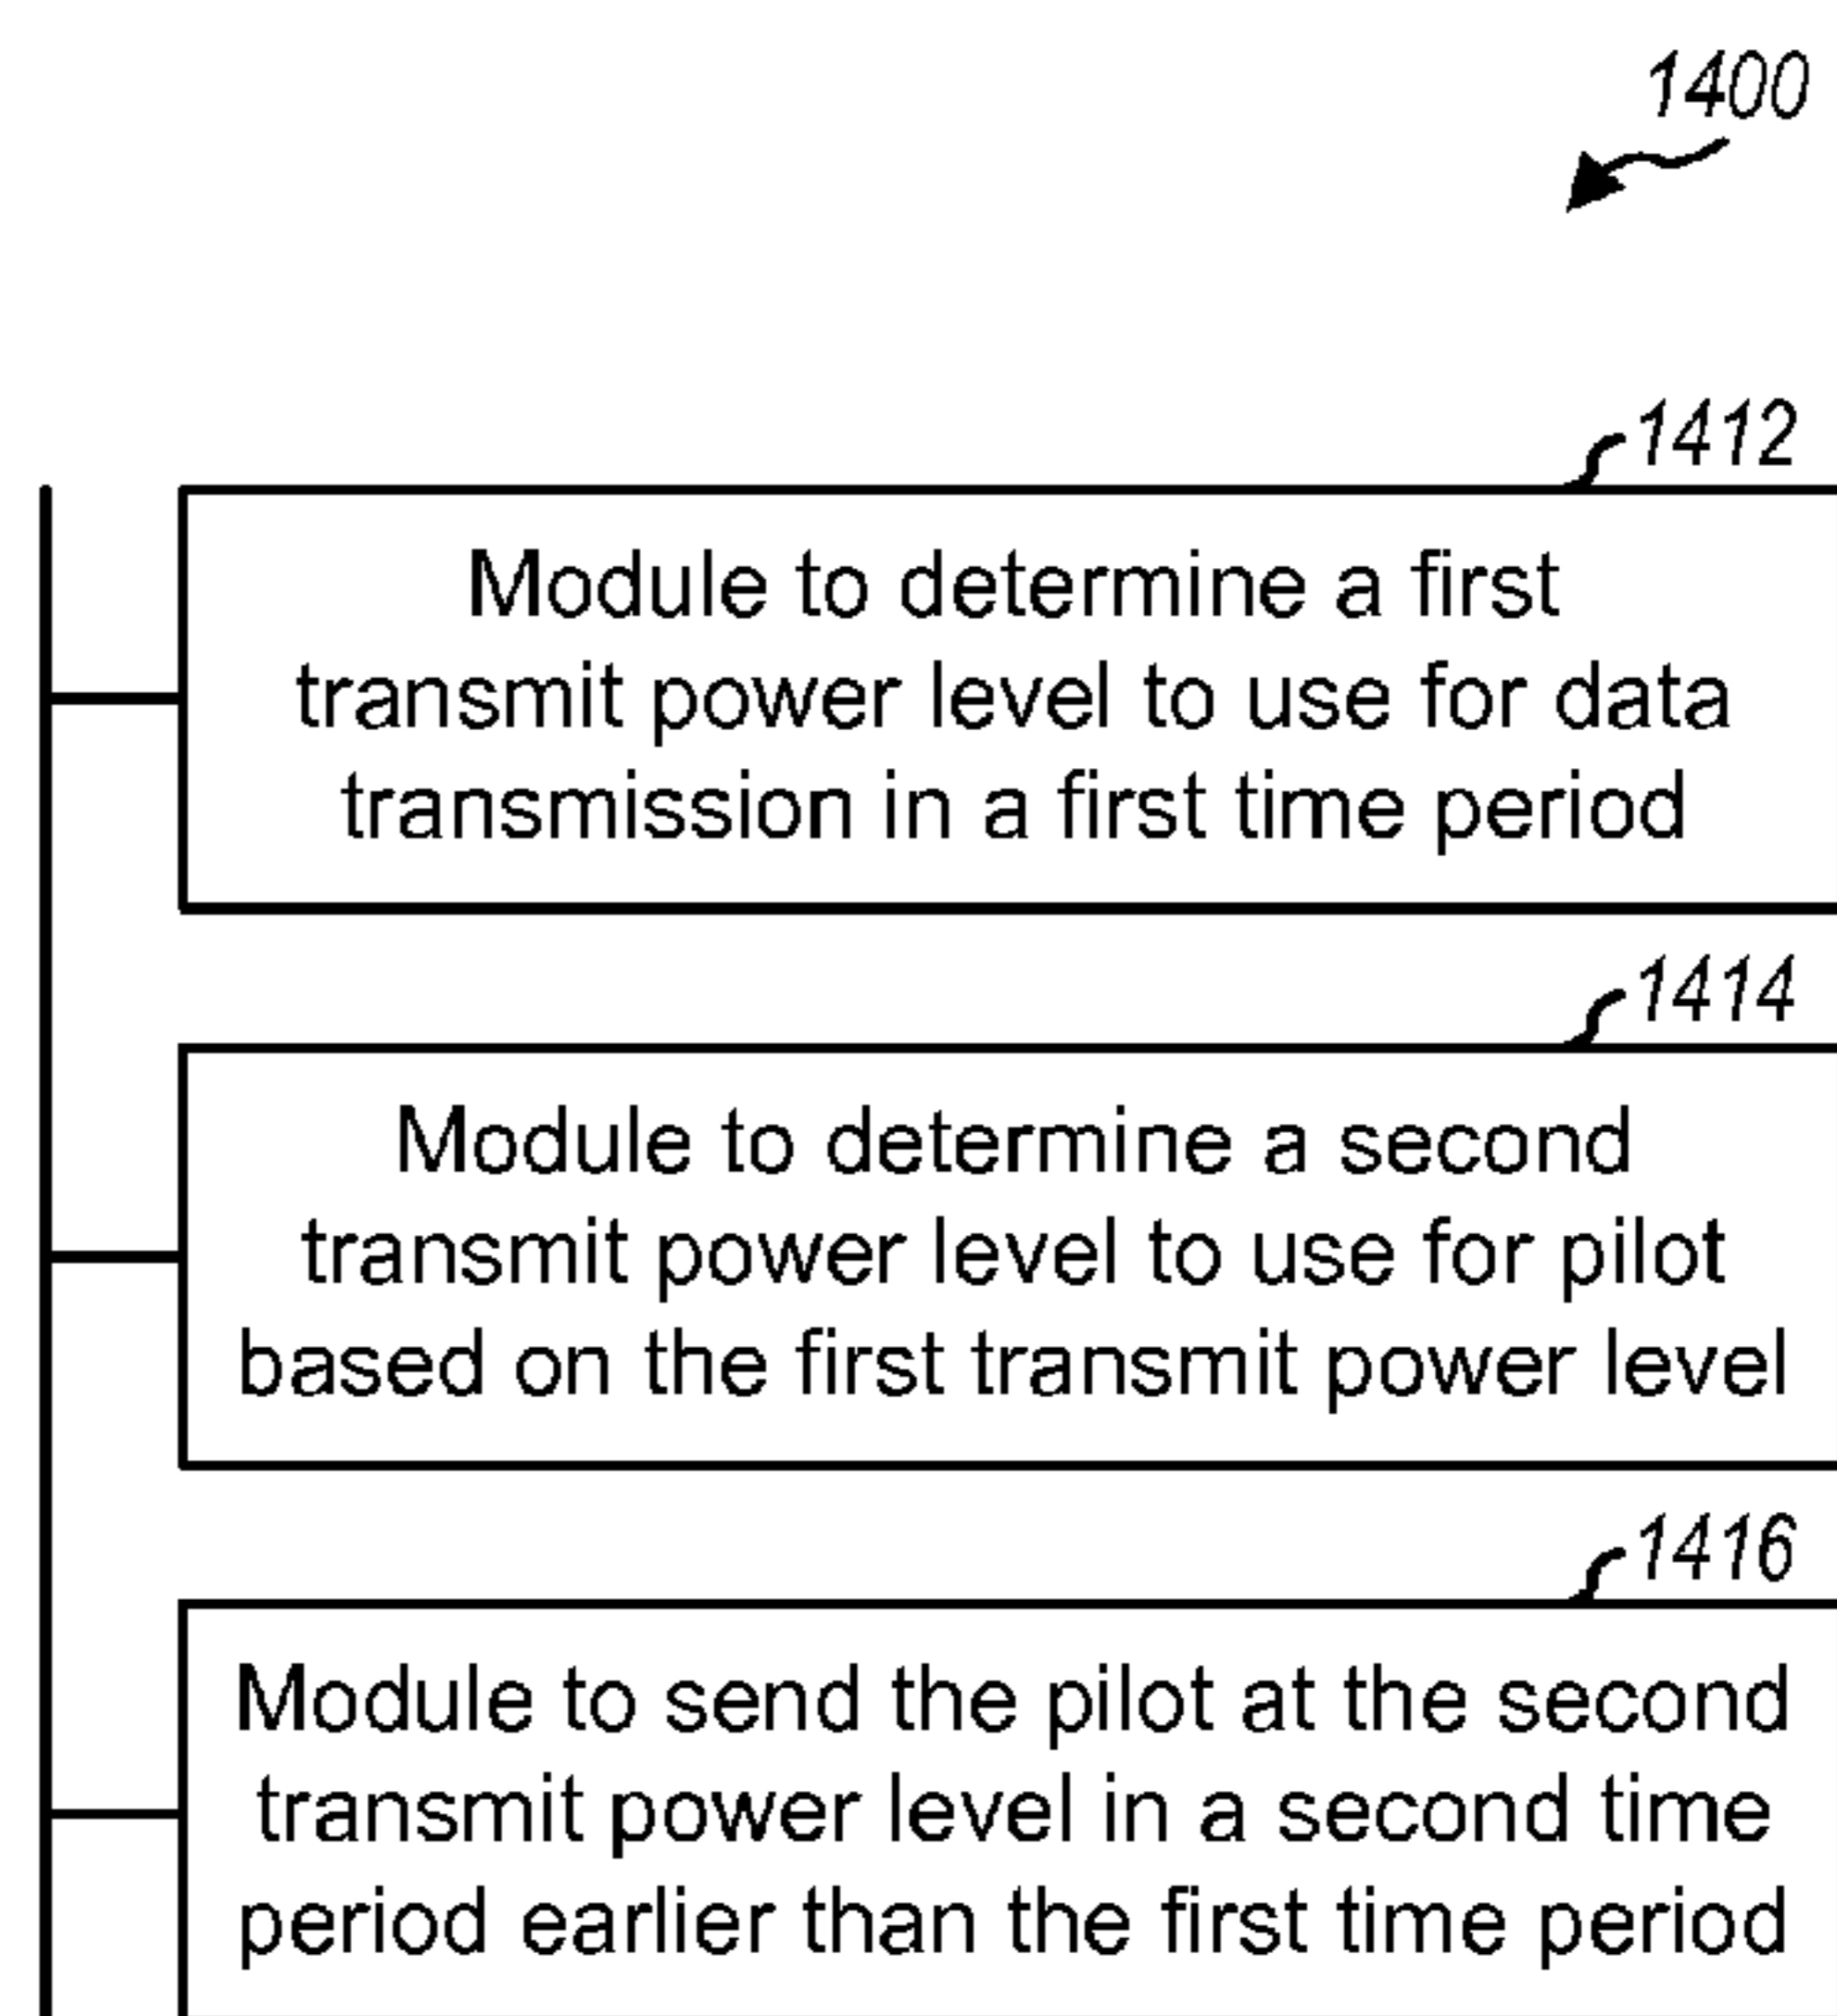 1400
1412
Module to determine a first
transmit power level to use for data
transmission in a first time period
1414
Module to determine a second
transmit power level to use for pilot
based on the first transmit power level
1416
Module to send the pilot at the second
transmit power level in a second time
period earlier than the first time period